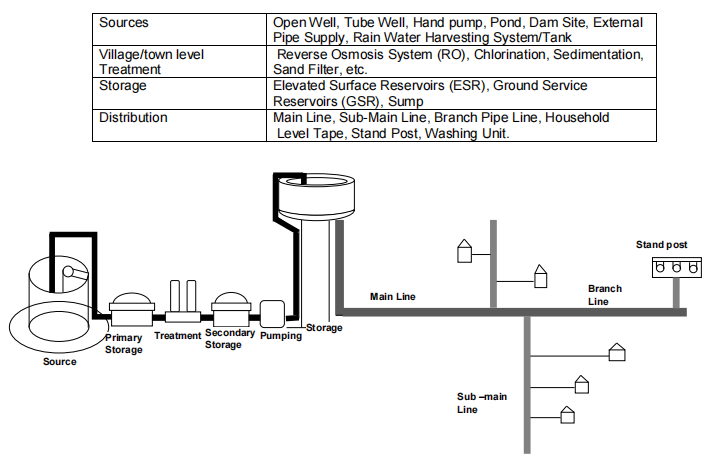 Sources
Open Well, Tube Well, Hand pump, Pond, Dam Site, External
Pipe Supply, Rain Water Harvesting System/Tank
Village/town level
Treatment
Reverse Osmosis System (RO), Chlorination, Sedimentation,
Sand Filter, etc.
Storage
Elevated Surface Reservoirs (ESR), Ground Service
Reservoirs (GSR), Sump
Distribution
Main Line, Sub-Main Line, Branch Pipe Line, Household
Level Tape, Stand Post, Washing Unit.
Stand post
Main Line
Branch
Line
Source
Primary
Storage
Treatment
Secondary
Storage
Pumping
Storage
Sub –main
Line